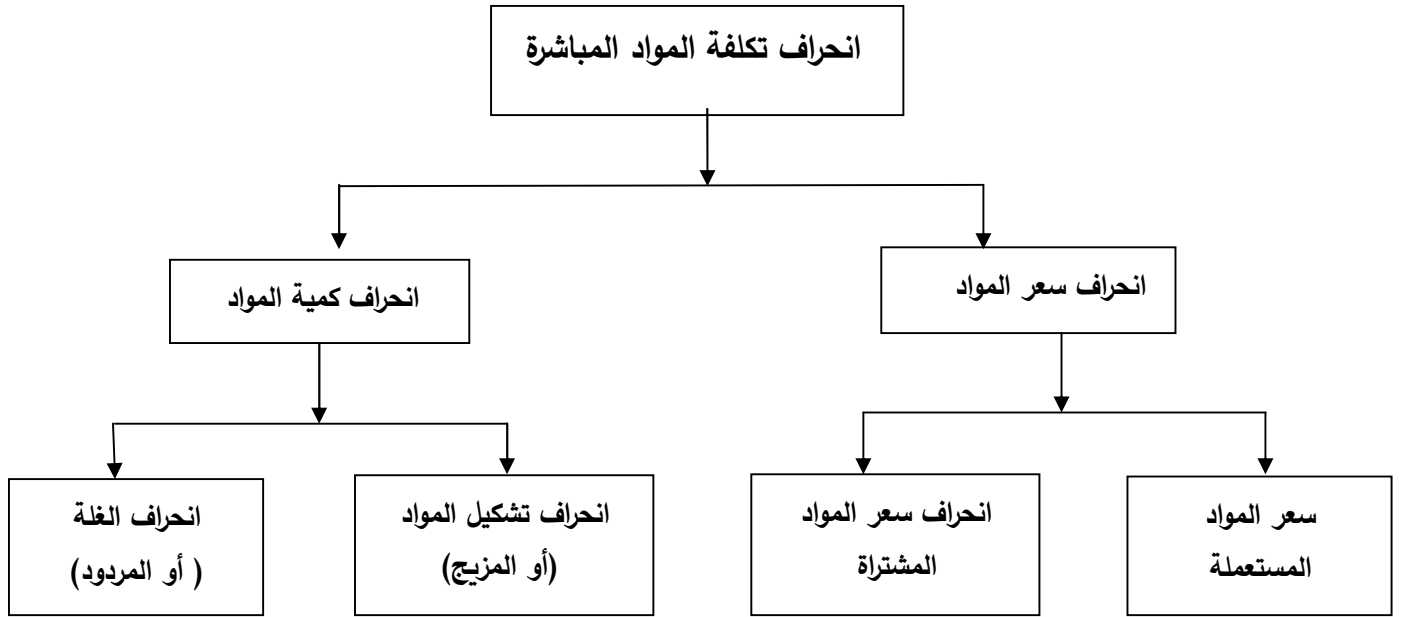 انحراف تكلفة المواد المباشرة
انحراف سعر المواد
انحراف كمية المواد
سعر المواد
المستعملة
انحراف سعر المواد
المشتراة
انحراف تشكيل المواد
(أو المزيج)
انحراف الغلة
( أو المردود)